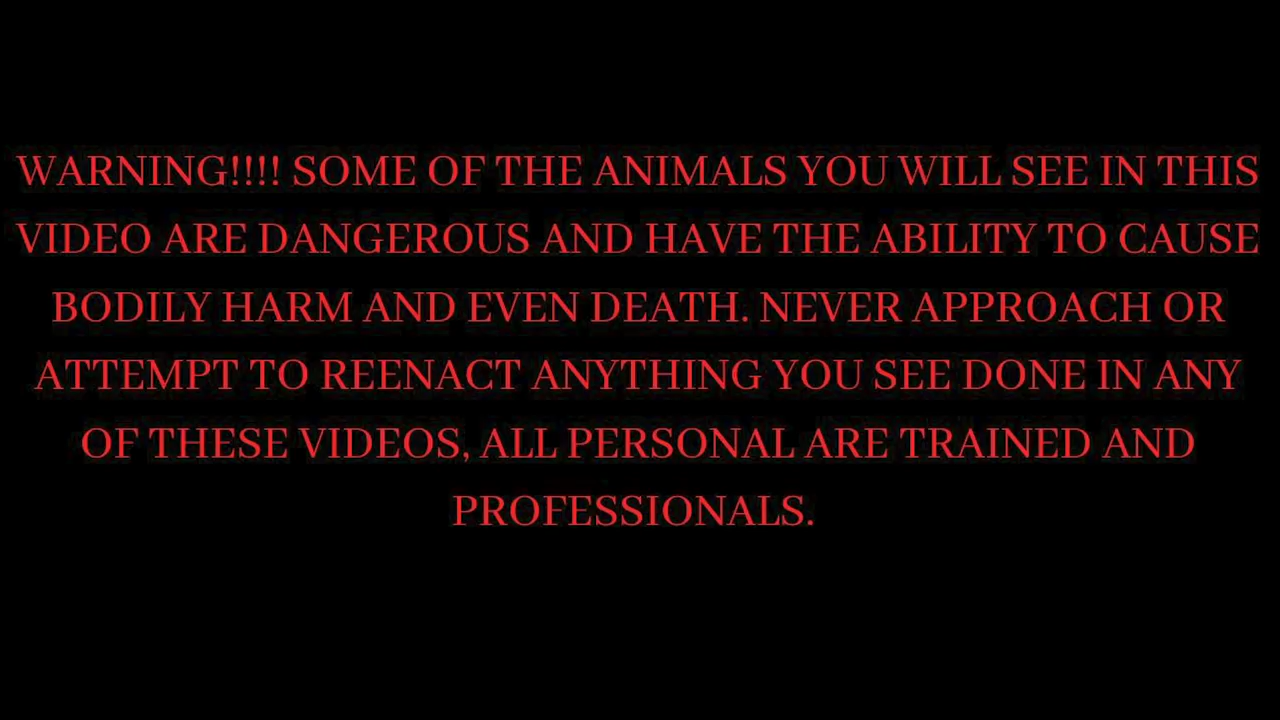 WARNING!!!! SOME OF THE ANIMALS YOU WILL SEE IN THIS
VIDEO ARE DANGEROUS AND HAVE THE ABILITY TO CAUSE
BODILY HARM AND EVEN DEATH. NEVER APPROACH OR
ATTEMPT TO REENACT ANYTHING YOU SEE DONE IN ANY
OF THESE VIDEOS, ALL PERSONAL ARE TRAINED AND
PROFESSIONALS.